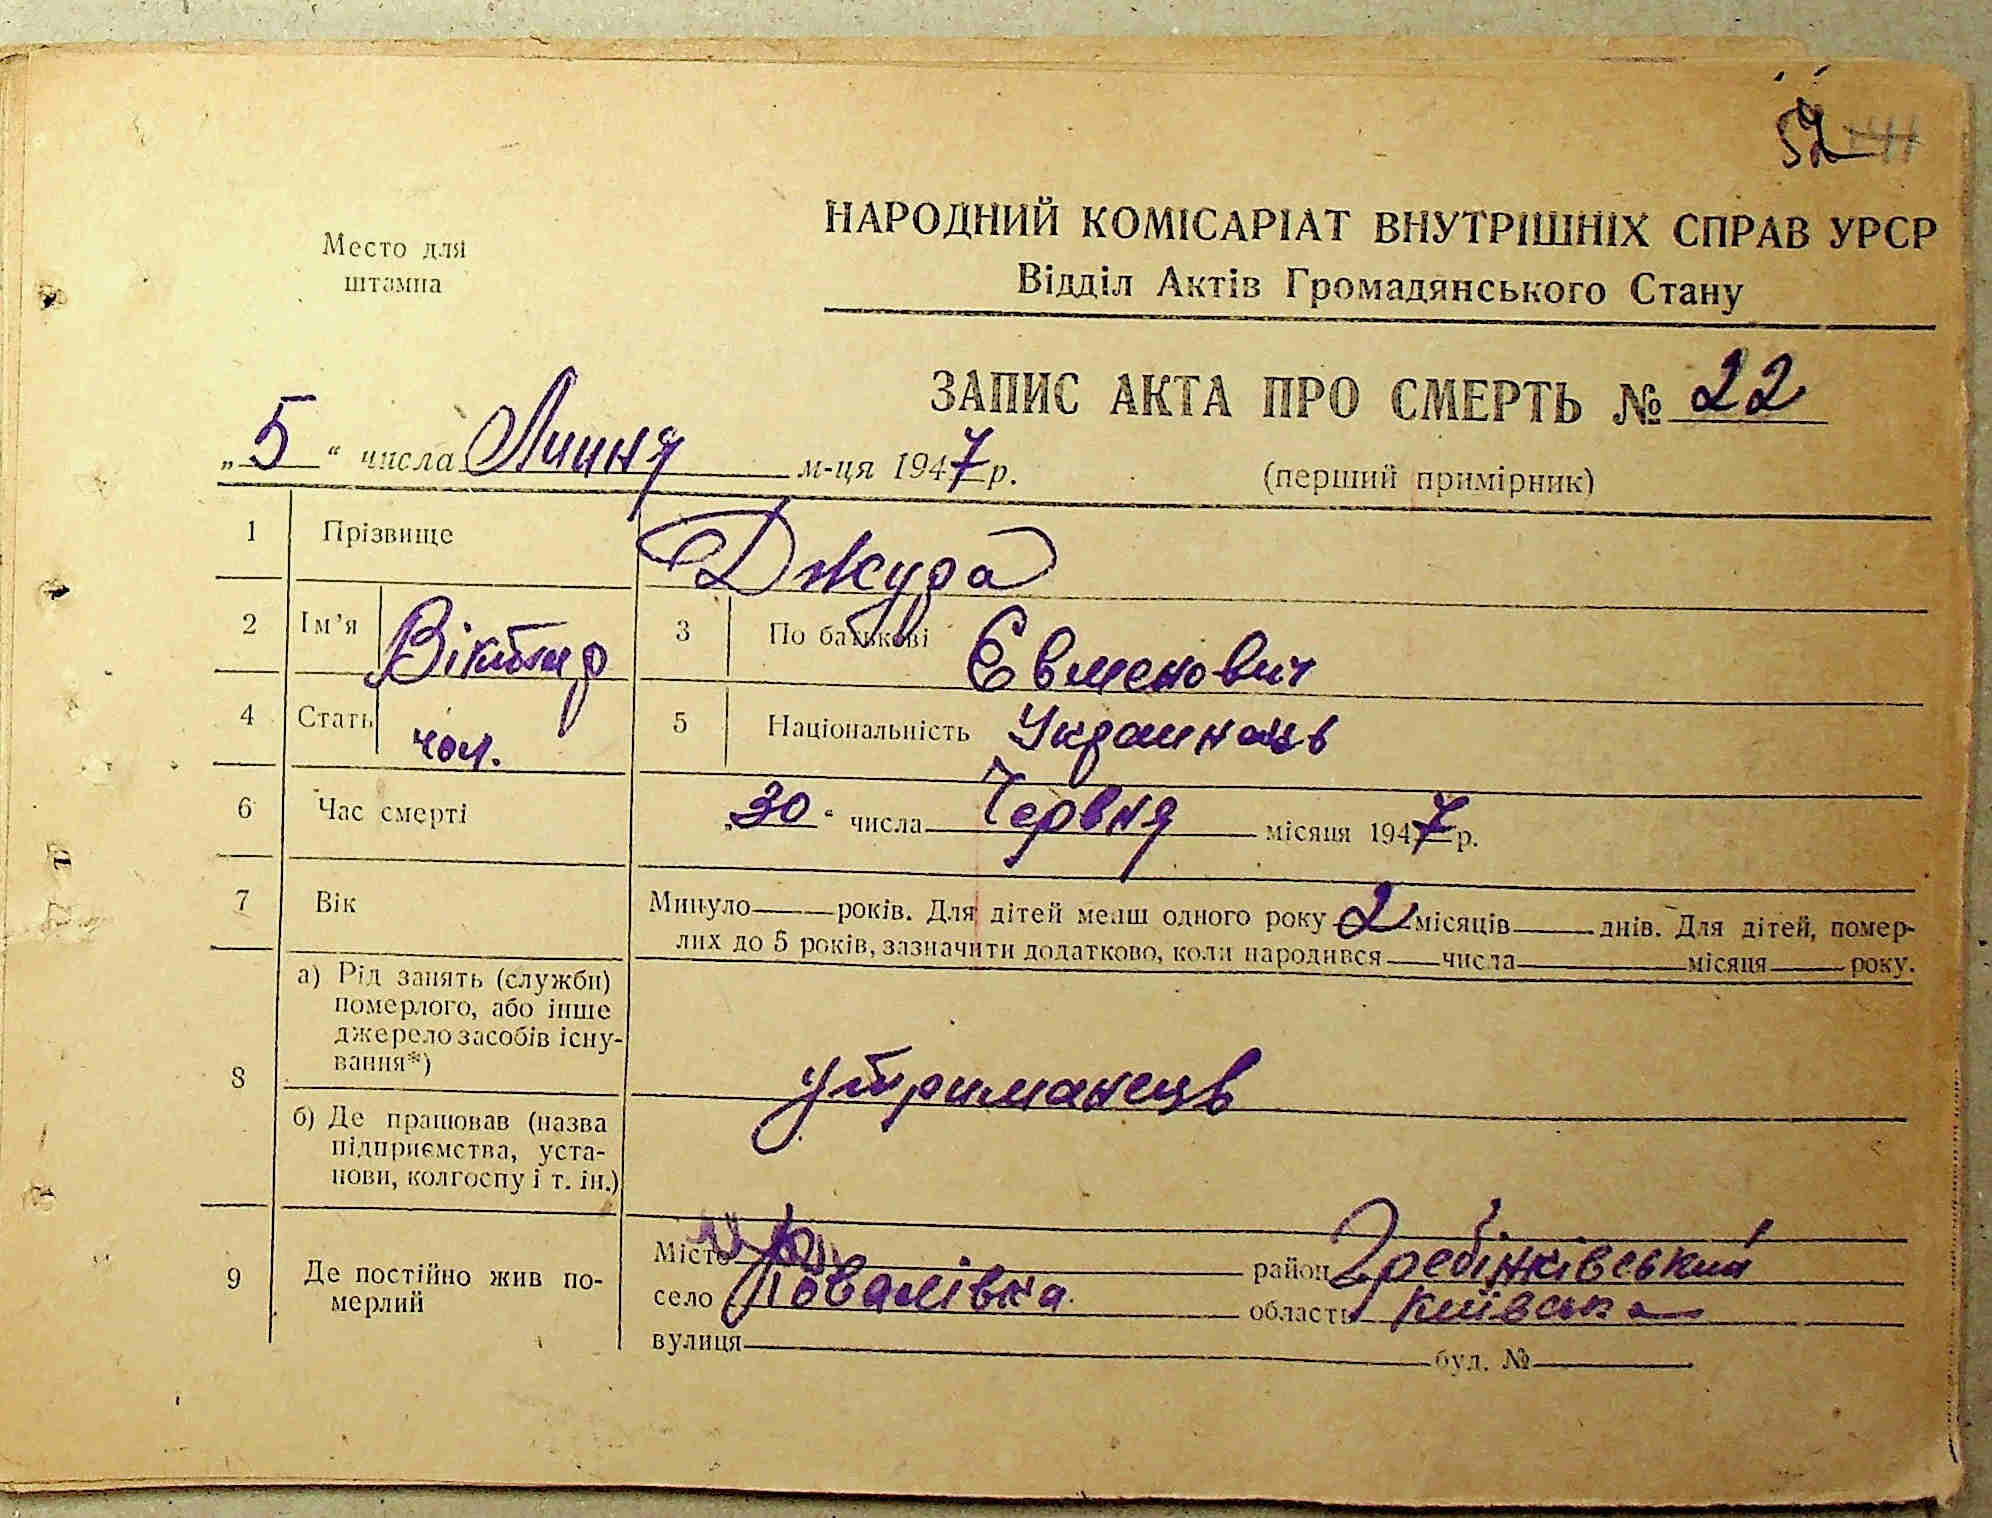 52
Место для
штампа
НАРОДНИЙ КОМІСАРІАТ ВНУТРІШНІХ СПРАВ УРСР
Відділ Актів Громадянського Стану
ЗАПИС АКТА ПРО СМЕРТЬ № 22
„5“ числа Липня м-ця 1947 р. (перший примірник)
1 Прізвище Джура
2 Ім’я Віктор 3 По батькові Євменович
4 Стать чол. 5 Національність Украинець
6 Час смерті „30“ числа Червня місяця 1947 р.
7 Вік Минуло — років. Для дітей менш одного року 2 місяців — днів. Для дітей, помер-
лих до 5 років, зазначити додатково, коли народився — числа — місяця — року.
8 а) Рід занять (служби)
померлого, або інше
джерело засобів існу-
вання*)
утриманець
б) Де працював (назва
підприємства, уста-
нови, колгоспу і т. ін.)
9 Де постійно жив по-
мерлий
Місто район Гребінківський
село Ковалівка область Київська
вулиця буд. №